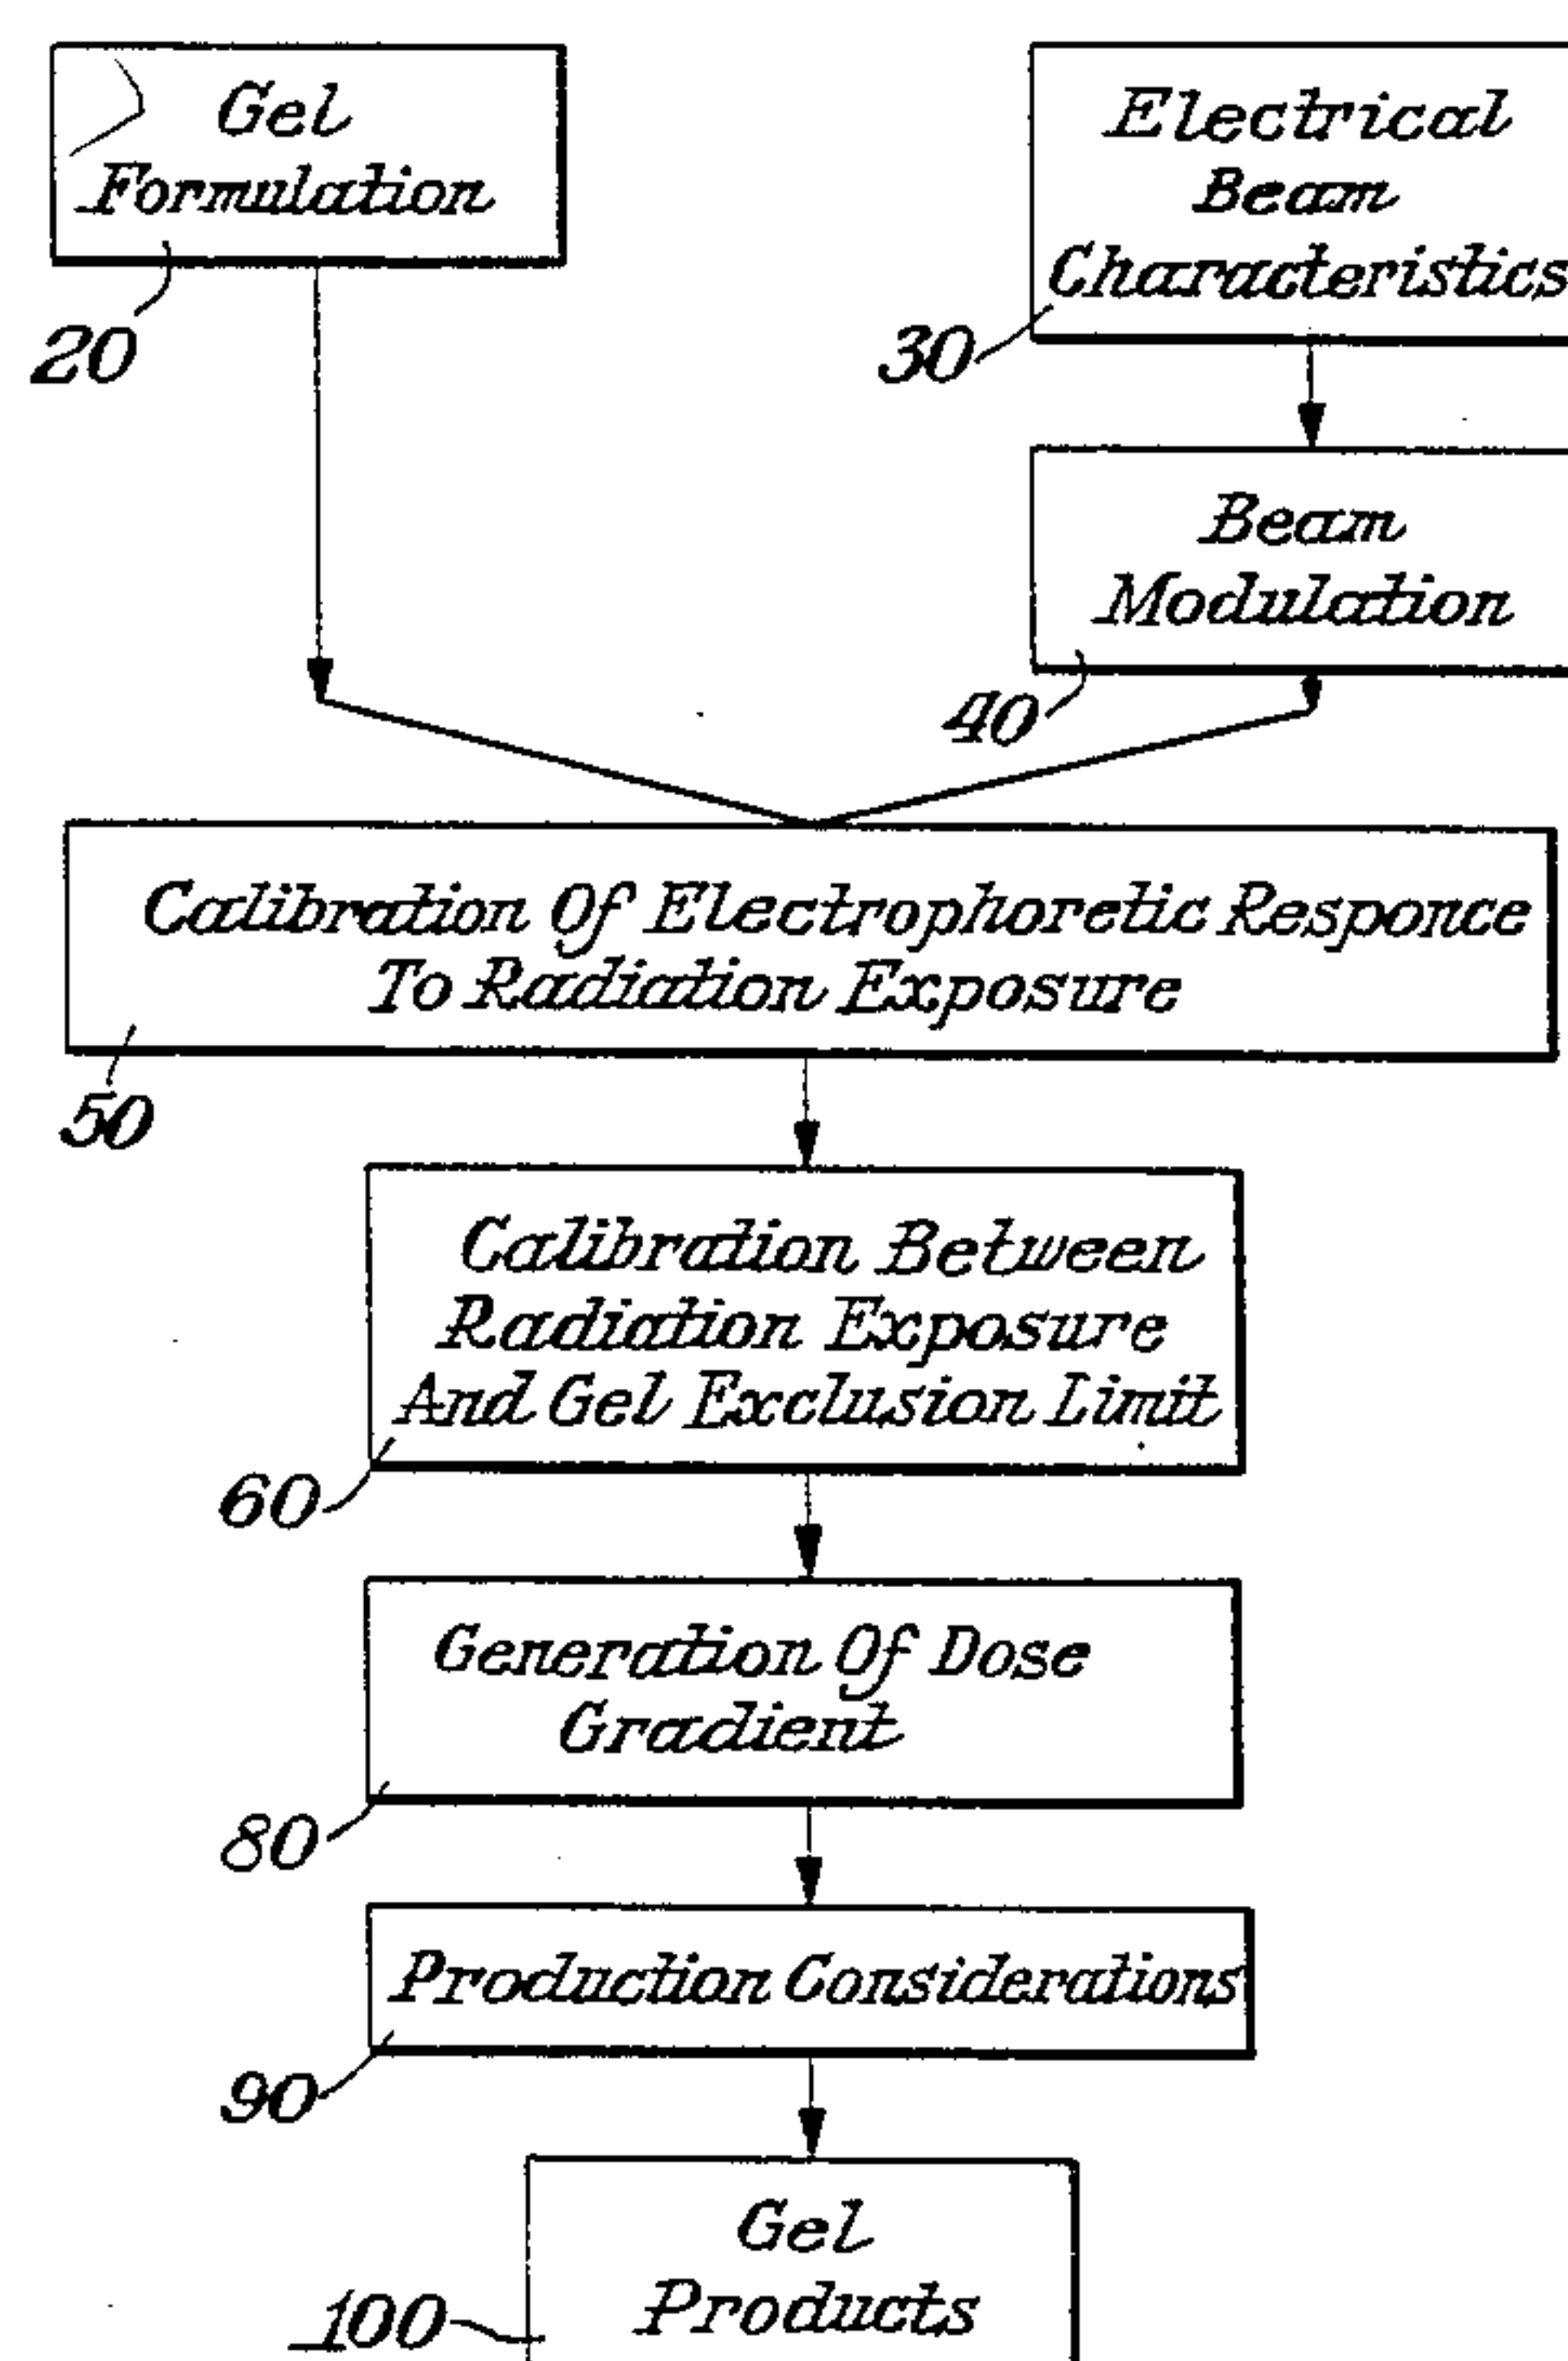 Gel
Formulation
20
Electrical
Beam
Characteristics
30
Beam
Modulation
40
Calibration Of Electrophoretic Responce
To Radiation Exposure
50
Calibration Between
Radiation Exposure
And Gel Exclusion Limit
60
Generation Of Dose
Gradient
80
Production Considerations
90
Gel
Products
100